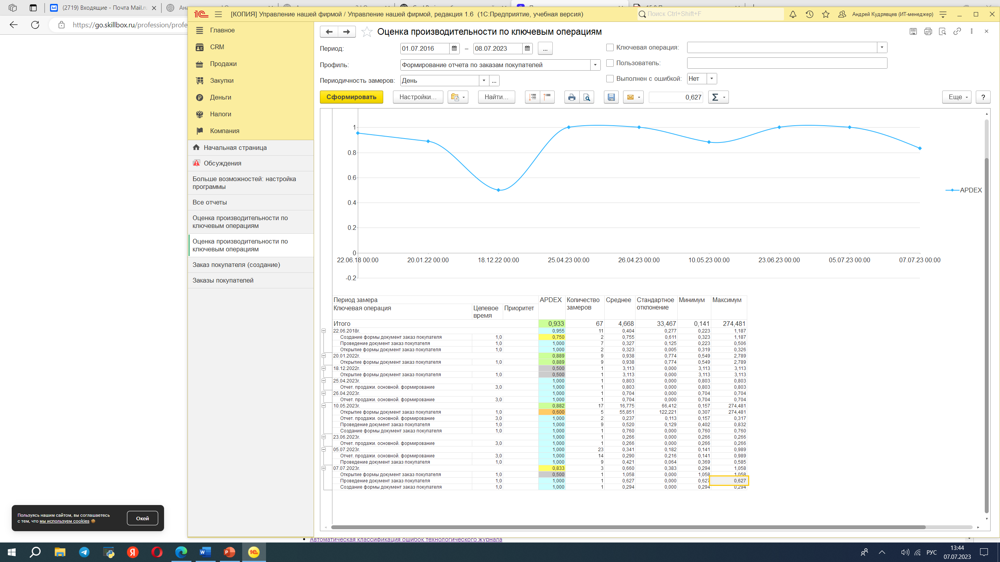 (2719) Входящие - Почта Mail.ru
https://go.skillbox.ru/profession/profe
[КОПИЯ] Управление нашей фирмой / Управление нашей фирмой, редакция 1.6 (1С:Предприятие, учебная версия)
Поиск Ctrl+Shift+F
Андрей Кудрявцев (ИТ-менеджер)
Главное
CRM
Продажи
Закупки
Деньги
Налоги
Компания
Начальная страница
Обсуждения
Больше возможностей: настройка
программы
Все отчеты
Оценка производительности по
ключевым операциям
Оценка производительности по
ключевым операциям
Заказ покупателя (создание)
Заказы покупателей
Оценка производительности по ключевым операциям
Период: 01.07.2016 – 08.07.2023 ...
Ключевая операция:
Профиль: Формирование отчета по заказам покупателей
Пользователь:
Периодичность замеров: День ...
Выполнен с ошибкой: Нет
Сформировать Настройки... Найти... 0,627 Σ Еще ?
1
0.8
0.6
0.4
0.2
0
-0.2
22.06.18 00:00 20.01.22 00:00 18.12.22 00:00 25.04.23 00:00 26.04.23 00:00 10.05.23 00:00 23.06.23 00:00 05.07.23 00:00 07.07.23 00:00
APDEX
Период замера APDEX Количество замеров Среднее Стандартное отклонение Минимум Максимум
Ключевая операция Целевое время Приоритет
Итого 0,933 67 4,668 33,467 0,141 274,481
22.06.2018г. 0,955 11 0,404 0,277 0,223 1,187
Создание формы документ заказ покупателя 1,0 0,750 2 0,755 0,611 0,323 1,187
Проведение документ заказ покупателя 1,0 1,000 7 0,327 0,125 0,223 0,506
Открытие формы документ заказ покупателя 1,0 1,000 2 0,323 0,005 0,319 0,326
20.01.2022г. 0,889 9 0,938 0,774 0,549 2,789
Открытие формы документ заказ покупателя 1,0 0,889 9 0,938 0,774 0,549 2,789
18.12.2022г. 0,500 1 3,113 0,000 3,113 3,113
Открытие формы документ заказ покупателя 1,0 0,500 1 3,113 0,000 3,113 3,113
25.04.2023г. 1,000 1 0,803 0,000 0,803 0,803
Отчет. продажи. основной. формирование 3,0 1,000 1 0,803 0,000 0,803 0,803
26.04.2023г. 1,000 1 0,704 0,000 0,704 0,704
Отчет. продажи. основной. формирование 3,0 1,000 1 0,704 0,000 0,704 0,704
10.05.2023г. 0,882 17 16,775 66,412 0,157 274,481
Открытие формы документ заказ покупателя 1,0 0,600 5 55,851 122,221 0,307 274,481
Отчет. продажи. основной. формирование 3,0 1,000 2 0,237 0,113 0,157 0,317
Проведение документ заказ покупателя 1,0 1,000 9 0,520 0,129 0,402 0,832
Создание формы документ заказ покупателя 1,0 1,000 1 0,760 0,000 0,760 0,760
23.06.2023г. 1,000 1 0,266 0,000 0,266 0,266
Отчет. продажи. основной. формирование 3,0 1,000 1 0,266 0,000 0,266 0,266
05.07.2023г. 1,000 23 0,341 0,182 0,141 0,989
Отчет. продажи. основной. формирование 3,0 1,000 14 0,290 0,216 0,141 0,989
Проведение документ заказ покупателя 1,0 1,000 9 0,421 0,064 0,369 0,585
07.07.2023г. 0,833 3 0,660 0,383 0,294 1,058
Открытие формы документ заказ покупателя 1,0 0,500 1 1,058 0,000 1,058 1,058
Проведение документ заказ покупателя 1,0 1,000 1 0,627 0,000 0,627 0,627
Создание формы документ заказ покупателя 1,0 1,000 1 0,294 0,000 0,294 0,294
Пользуясь нашим сайтом, вы соглашаетесь
с тем, что мы используем cookies
Окей
Автоматическая классификация ошибок технологического журнала
РУС
13:44
07.07.2023